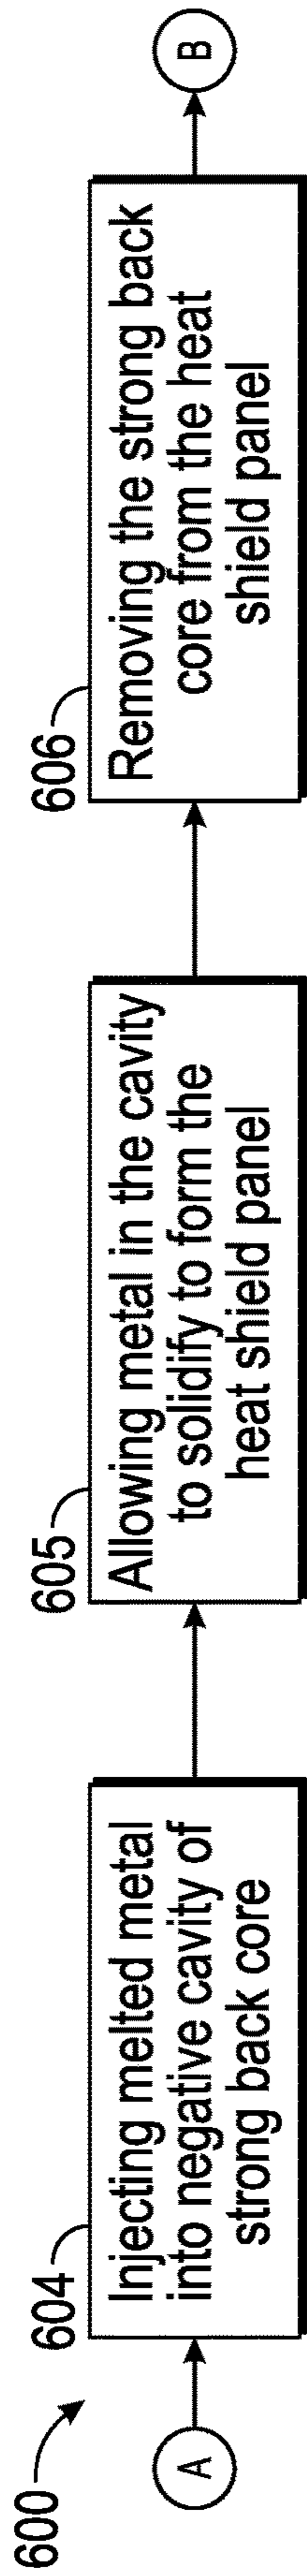 600
A
604
Injecting melted metal
into negative cavity of
strong back core
605
Allowing metal in the cavity
to solidify to form the
heat shield panel
606
Removing the strong back
core from the heat
shield panel
B